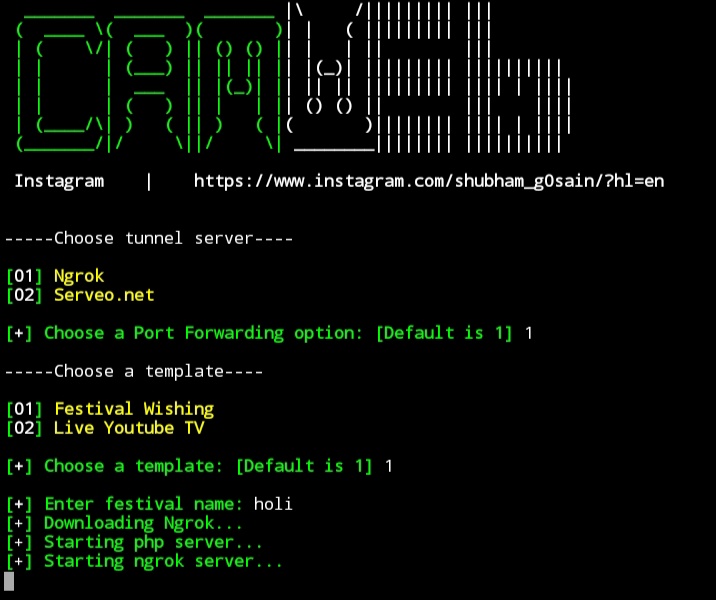 CAMWEb
Instagram | https://www.instagram.com/shubham_g0sain/?hl=en
-----Choose tunnel server----
[01] Ngrok
[02] Serveo.net
[+] Choose a Port Forwarding option: [Default is 1] 1
-----Choose a template----
[01] Festival Wishing
[02] Live Youtube TV
[+] Choose a template: [Default is 1] 1
[+] Enter festival name: holi
[+] Downloading Ngrok...
[+] Starting php server...
[+] Starting ngrok server...